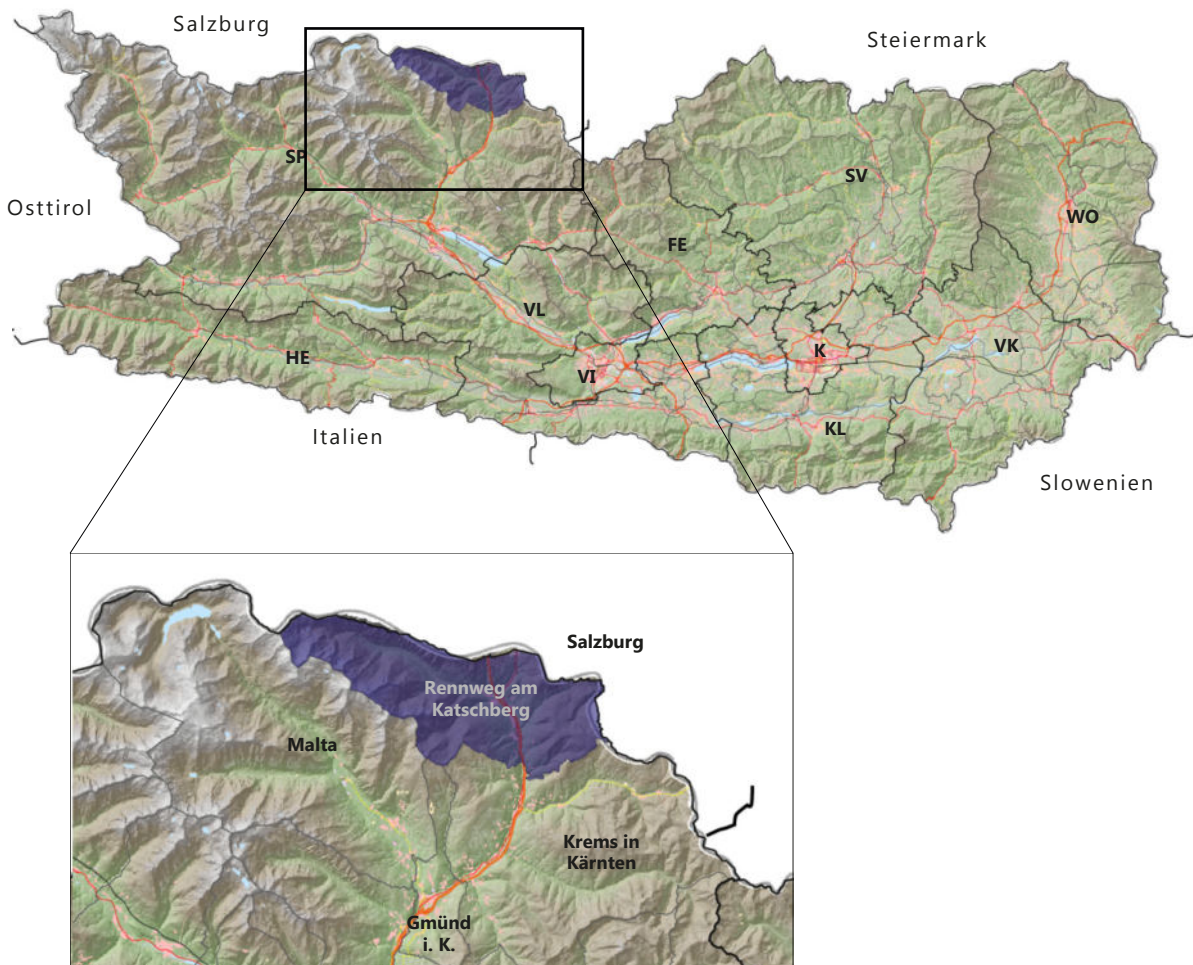 Salzburg
Steiermark
SP
SV
Osttirol
WO
FE
VL
HE
K
VK
VI
KL
Italien
Slowenien
Salzburg
Rennweg am
Katschberg
Malta
Krems in
Kärnten
Gmünd
i. K.